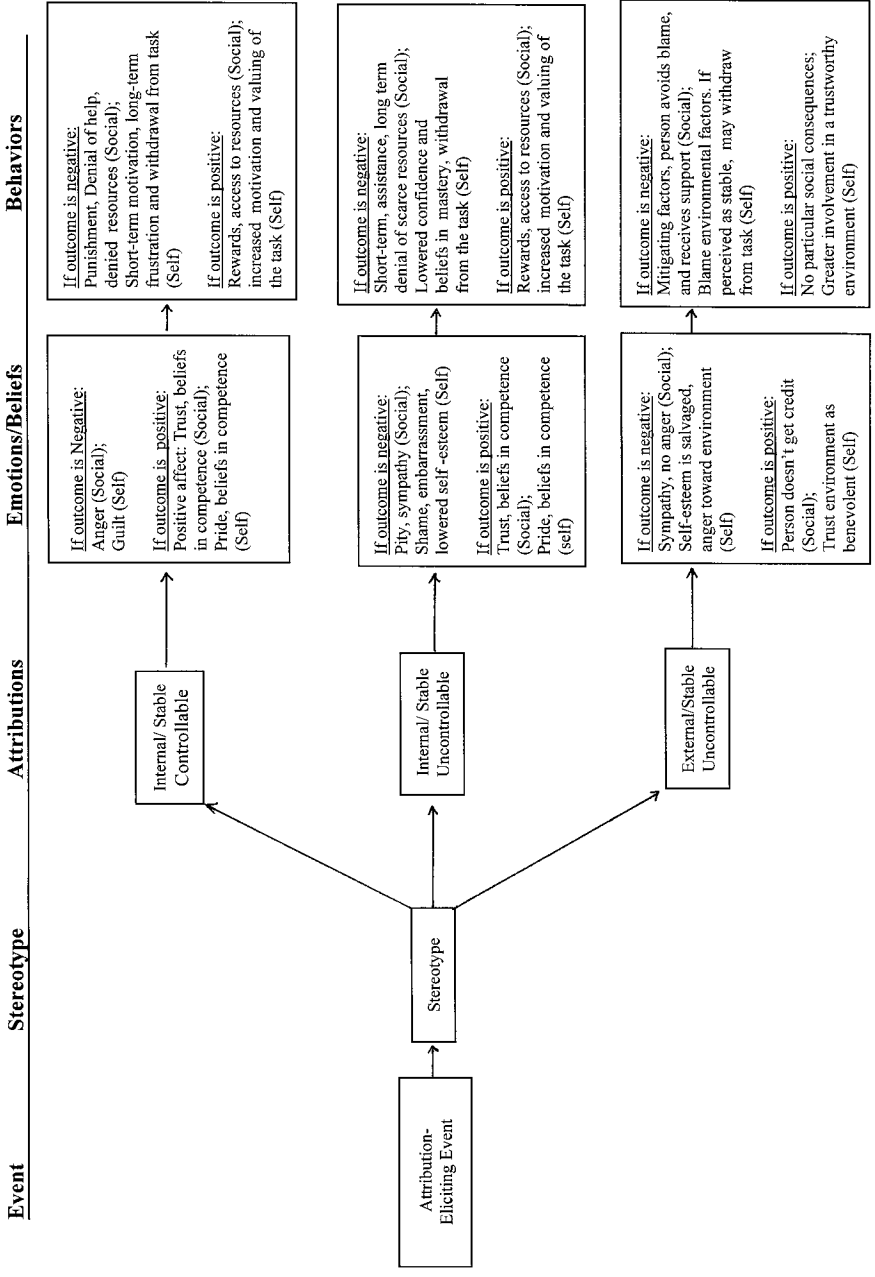 Event
Stereotype
Attributions
Emotions/Beliefs
Behaviors
Attribution-
Eliciting Event
Stereotype
Internal/ Stable
Controllable
If outcome is Negative:
Anger (Social);
Guilt (Self)
If outcome is positive:
Positive affect: Trust, beliefs
in competence (Social);
Pride, beliefs in competence
(Self)
If outcome is negative:
Punishment, Denial of help,
denied resources (Social);
Short-term motivation, long-term
frustration and withdrawal from task
(Self)
If outcome is positive:
Rewards, access to resources (Social);
increased motivation and valuing of
the task (Self)
Internal/ Stable
Uncontrollable
If outcome is negative:
Pity, sympathy (Social);
Shame, embarrassment,
lowered self-esteem (Self)
If outcome is positive:
Trust, beliefs in competence
(Social);
Pride, beliefs in competence
(self)
If outcome is negative:
Short-term, assistance, long term
denial of scarce resources (Social);
Lowered confidence and
beliefs in mastery, withdrawal
from the task (Self)
If outcome is positive:
Rewards, access to resources (Social);
increased motivation and valuing of
the task (Self)
External/Stable
Uncontrollable
If outcome is negative:
Sympathy, no anger (Social);
Self-esteem is salvaged,
anger toward environment
(Self)
If outcome is positive:
Person doesn't get credit
(Social);
Trust environment as
benevolent (Self)
If outcome is negative:
Mitigating factors, person avoids blame,
and receives support (Social);
Blame environmental factors. If
perceived as stable, may withdraw
from task (Self)
If outcome is positive:
No particular social consequences;
Greater involvement in a trustworthy
environment (Self)